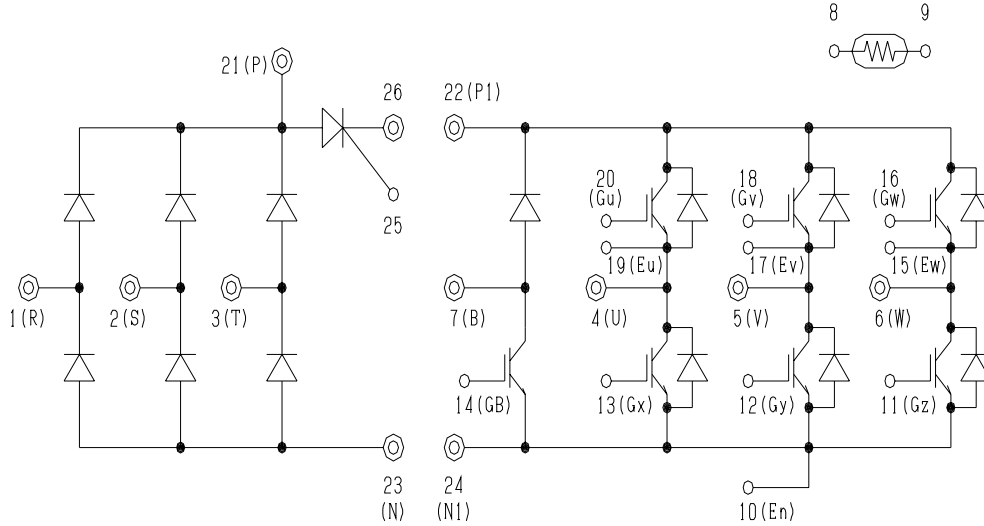 8 9
21(P) 26 22(P1)
20 18 16
(Gu) (Gv) (Gw)
25
19(Eu) 17(Ev) 15(Ew)
1(R) 2(S) 3(T) 7(B) 4(U) 5(V) 6(W)
14(GB) 13(Gx) 12(Gy) 11(Gz)
23 24
(N) (N1) 10(En)